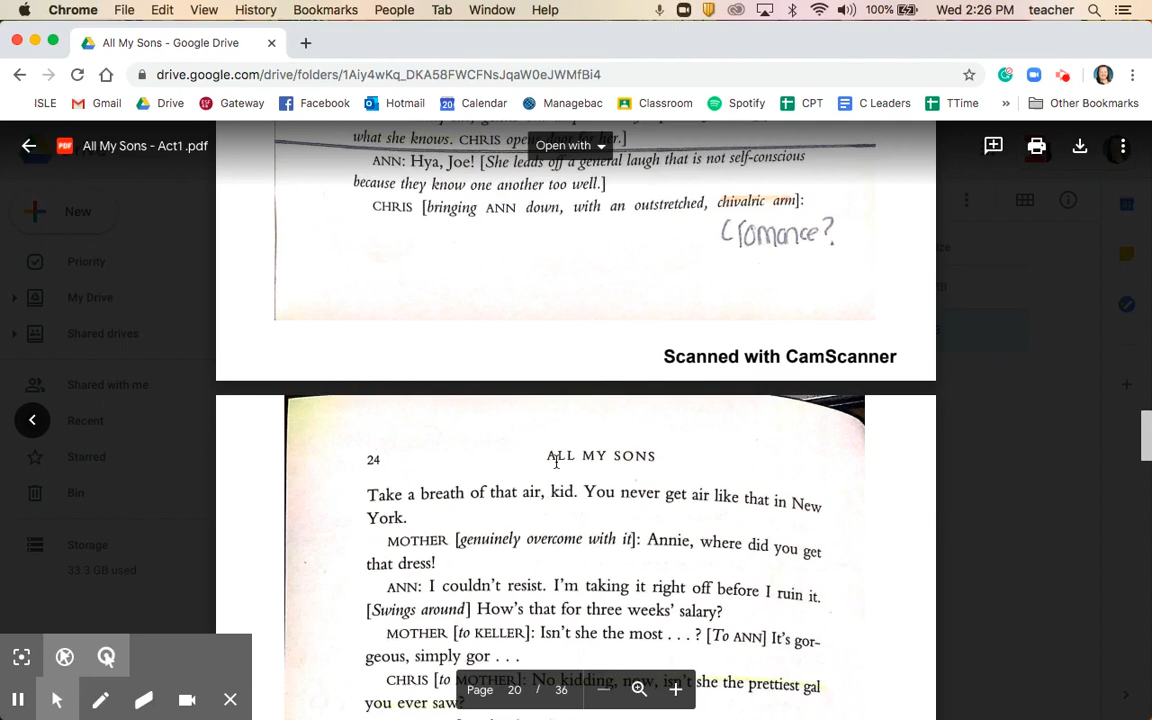 Chrome File Edit View History Bookmarks People Tab Window Help 100% Wed 2:26 PM teacher
All My Sons - Google Drive
drive.google.com/drive/folders/1Aiy4wKq_DKA58FWCFNsJqaW0eJWMfBi4
ISLE Gmail Drive Gateway Facebook Hotmail 20 Calendar Managebac Classroom Spotify CPT C Leaders TTime » Other Bookmarks
PDF All My Sons - Act1 .pdf
Open with
what she knows. CHRIS opens door for her.]
ANN: Hya, Joe! [She leads off a general laugh that is not self-conscious
because they know one another too well.]
CHRIS [bringing ANN down, with an outstretched, chivalric arm]:
romance?
Scanned with CamScanner
New
Priority
My Drive
Shared drives
Shared with me
Recent
Starred
Bin
Storage
33.3 GB used
24 ALL MY SONS
Take a breath of that air, kid. You never get air like that in New
York.
MOTHER [genuinely overcome with it]: Annie, where did you get
that dress!
ANN: I couldn't resist. I'm taking it right off before I ruin it.
[Swings around] How's that for three weeks' salary?
MOTHER [to KELLER]: Isn't she the most . . . ? [To ANN] It's gor-
geous, simply gor . . .
CHRIS [to MOTHER]: No kidding, now, isn't she the prettiest gal
you ever saw?
Page 20 / 36